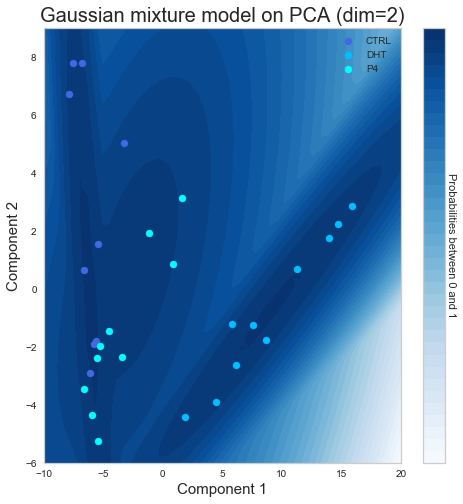 Gaussian mixture model on PCA (dim=2)
CTRL
DHT
P4
8
6
4
2
0
−2
−4
−6
Component 2
−10
−5
0
5
10
15
20
Component 1
Probabilities between 0 and 1